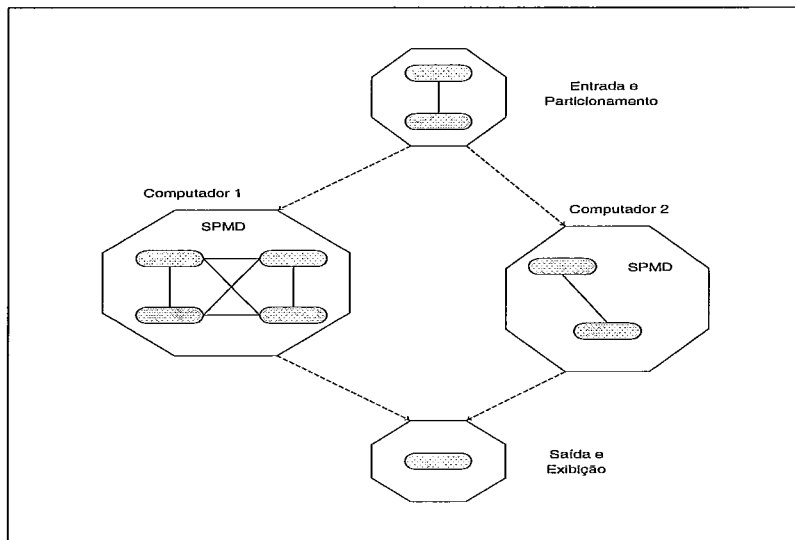 Entrada e
Particionamento
Computador 1
SPMD
Computador 2
SPMD
Saída e
Exibição